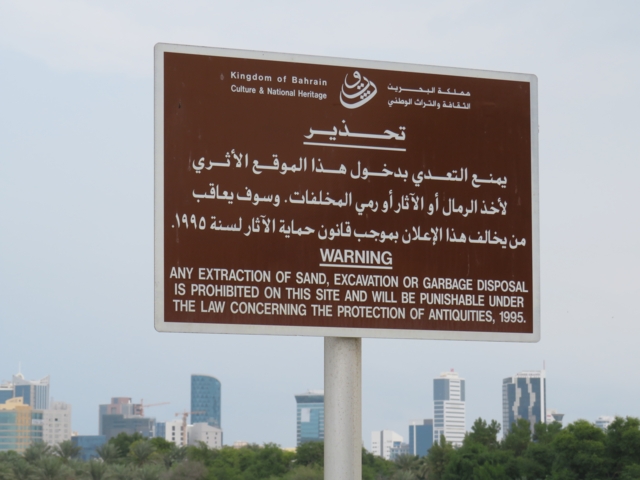 Kingdom of Bahrain
Culture & National Heritage
مملكة البحرين
الثقافة والتراث الوطني
تحذير
يمنع التعدي بدخول هذا الموقع الأثري
لأخذ الرمال أو الآثار أو رمي المخلفات. وسوف يعاقب
من يخالف هذا الإعلان بموجب قانون حماية الآثار لسنة ١٩٩٥.
WARNING
ANY EXTRACTION OF SAND, EXCAVATION OR GARBAGE DISPOSAL
IS PROHIBITED ON THIS SITE AND WILL BE PUNISHABLE UNDER
THE LAW CONCERNING THE PROTECTION OF ANTIQUITIES, 1995.